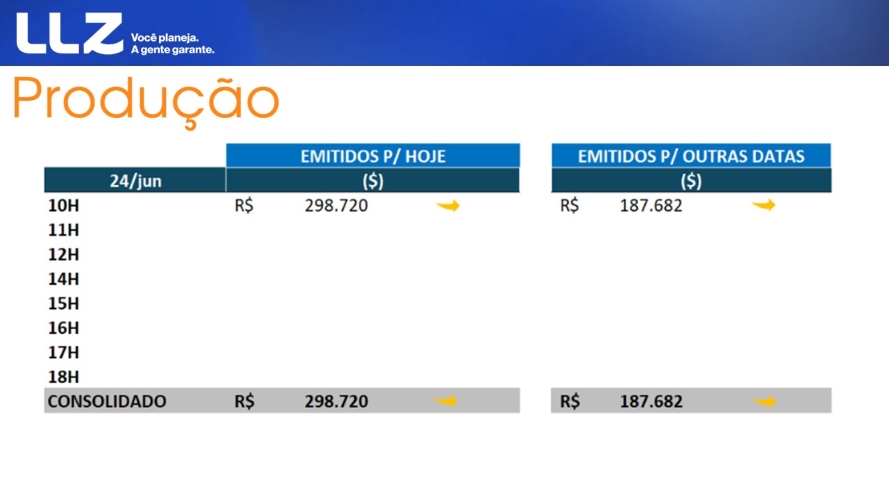 LLZ Você planeja.
A gente garante.
Produção
EMITIDOS P/ HOJE EMITIDOS P/ OUTRAS DATAS
24/jun ($) ($)
10H R$ 298.720 R$ 187.682
11H
12H
14H
15H
16H
17H
18H
CONSOLIDADO R$ 298.720 R$ 187.682